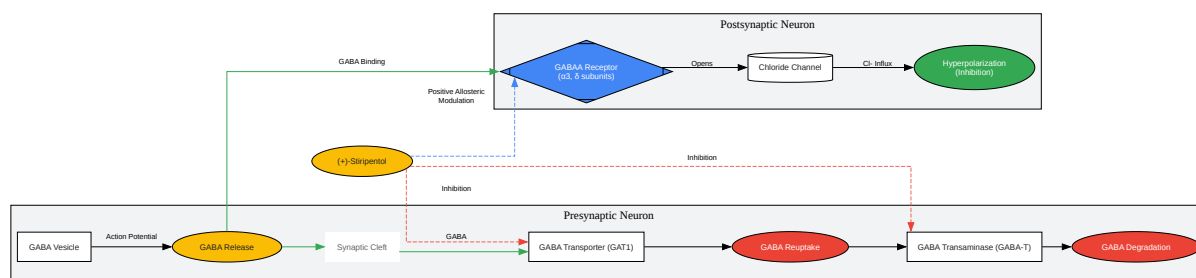 Postsynaptic Neuron
GABA Binding
GABAA Receptor
(α3, δ subunits)
Opens
Chloride Channel
Cl- Influx
Hyperpolarization
(Inhibition)
Positive Allosteric
Modulation
(+)-Stiripentol
Inhibition
Inhibition
Presynaptic Neuron
GABA Vesicle
Action Potential
GABA Release
Synaptic Cleft
GABA
GABA Transporter (GAT1)
GABA Reuptake
GABA Transaminase (GABA-T)
GABA Degradation